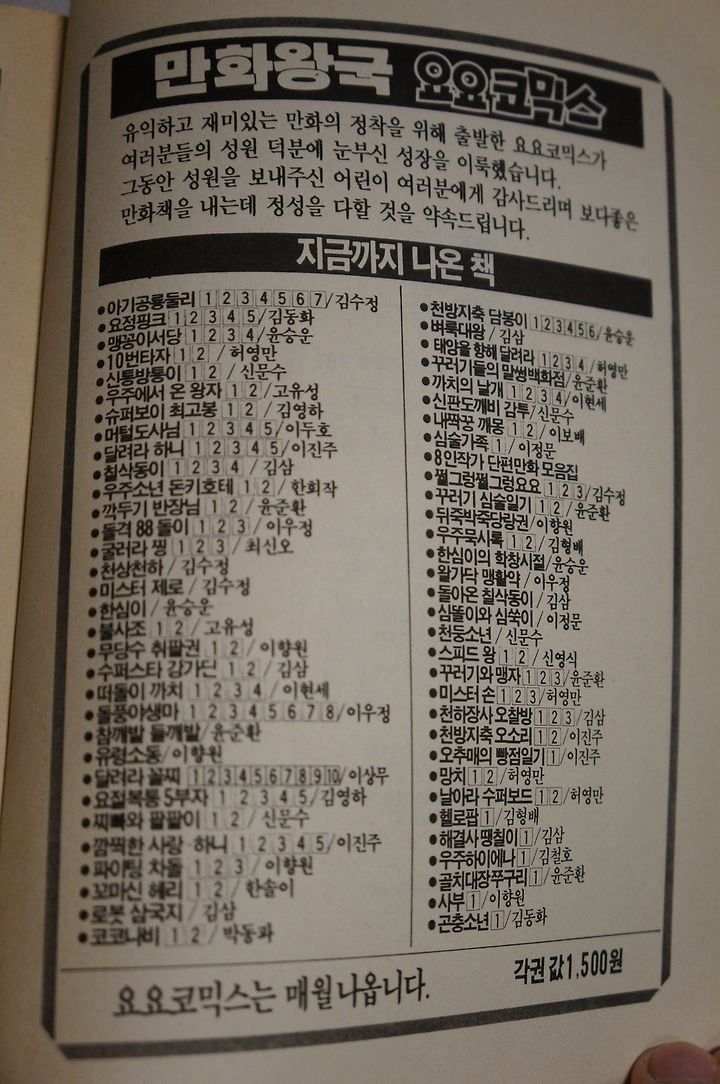 만화왕국 요요코믹스
유익하고 재미있는 만화의 정착을 위해 출발한 요요코믹스가
여러분들의 성원 덕분에 눈부신 성장을 이룩했습니다.
그동안 성원을 보내주신 어린이 여러분에게 감사드리며 보다좋은
만화책을 내는데 정성을 다할 것을 약속드립니다.
지금까지 나온 책
●아기공룡둘리 1 2 3 4 5 6 7/김수정
●요정핑크 1 2 3 4 5/김동화
●맹꽁이서당 1 2 3 4/윤승운
●10번타자 1 2 / 허영만
●신통방통이 1 2 / 신문수
●우주에서 온 왕자 1 2/고유성
●슈퍼보이 최고봉 1 2 / 김영하
●머털도사님 1 2 3 4 5/이두호
●달려라 하니 1 2 3 4 5/이진주
●칠삭동이 1 2 3 4 / 김삼
●우주소년 돈키호테 1 2 / 한희작
●깍두기 반장님 1 2 / 윤준환
●돌격 88 돌이 1 2 3 / 이우정
●굴러라 찡 1 2 3 / 최신오
●천상천하 / 김수정
●미스터 제로 / 김수정
●한심이 / 윤승운
●불사조 1 2 / 고유성
●무당수 취팔권 1 2 / 이향원
●수퍼스타 강가딘 1 2 / 김삼
●떠돌이 까치 1 2 3 4 / 이현세
●돌풍야생마 1 2 3 4 5 6 7 8/이우정
●참깨발 들깨발/윤준환
●유령소동/이향원
●달려라 꼴찌 1 2 3 4 5 6 7 8 9 10/이상무
●요절복통 5부자 1 2 3 4 5/김영하
●찌빠와 팔팔이 1 2 / 신문수
●깜찍한 사랑·하니 1 2 3 4 5/이진주
●파이팅 차돌 1 2 3 / 이향원
●꼬마신 헤리 1 2 / 한솔이
●로봇 삼국지 / 김삼
●코코나비 1 2 / 박동화
●천방지축 담봉이 1 2 3 4 5 6/윤승운
●벼룩대왕 / 김삼
●태양을 향해 달려라 1 2 3 4/허영만
●꾸러기들의 말썽백화점/윤준환
●까치의 날개 1 2 3 4/이현세
●신판도깨비 감투/신문수
●내짝꿍 깨몽 1 2 / 이보배
●심술가족 1 / 이정문
●8인작가 단편만화 모음집
●쩔그렁쩔그렁요요 1 2 3/김수정
●꾸러기 심술일기 1 2/윤준환
●뒤죽박죽당랑권/이향원
●우주묵시록 1 2 /김형배
●한심이의 학창시절/윤승운
●왈가닥 맹활약 / 이우정
●돌아온 칠삭동이/김삼
●심똘이와 심쑥이/ 이정문
●천둥소년/신문수
●스피드 왕 1 2/신영식
●꾸러기와 맹자 1 2 3/윤준환
●미스터 손 1 2 3/허영만
●천하장사 오찰방 1 2 3/김삼
●천방지축 오소리 1 2/이진주
●오추매의 빵점일기 1/이진주
●망치 1 2/허영만
●날아라 수퍼보드 1 2/허영만
●헬로팝 1/김형배
●해결사 땡칠이 1/김삼
●우주하이에나 1/김철호
●골치대장쭈구리 1/윤준환
●사부 1/이향원
●곤충소년 1/김동화
각권 값 1,500원
요요코믹스는 매월 나옵니다.